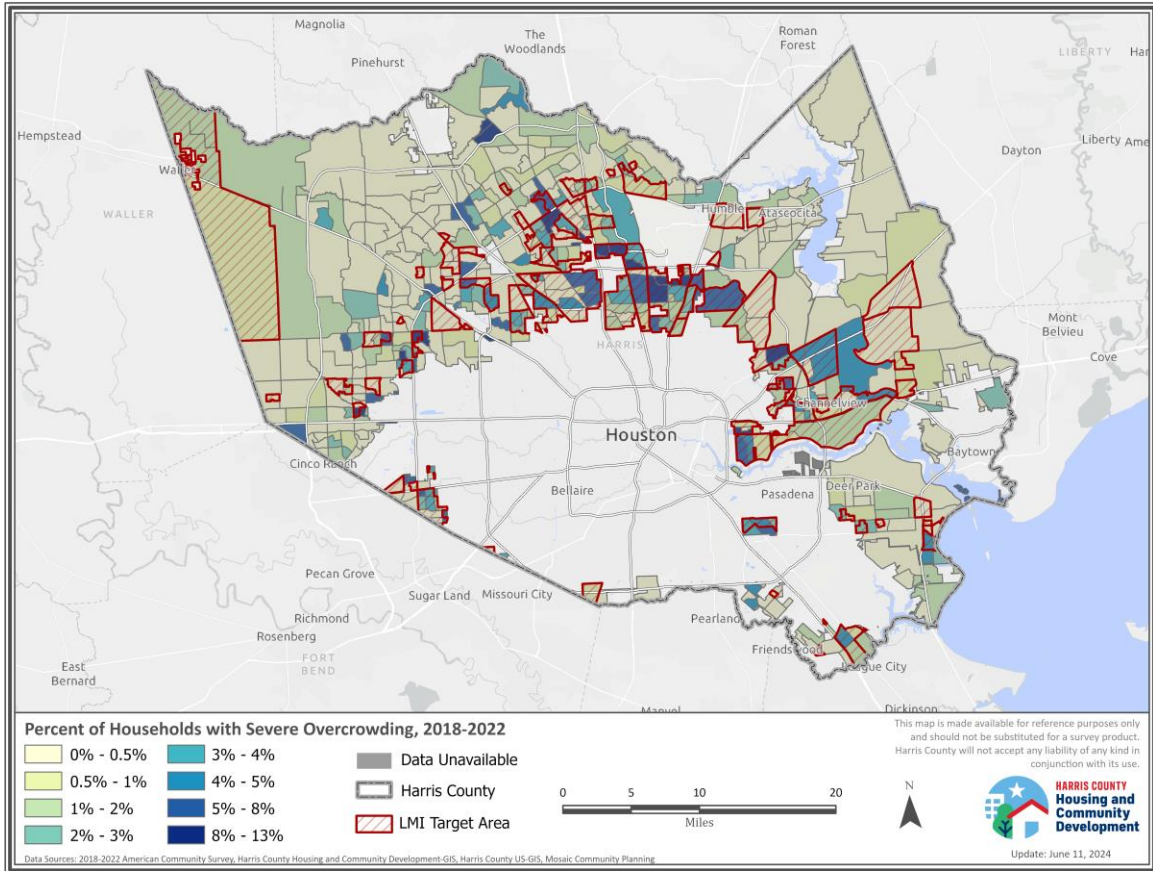 Magnolia
The
Woodlands
Roman
Forest
LIBERTY
Har
Pinehurst
Hempstead
Dayton
Liberty
Ame
Waller
WALLER
Humble
Atascocita
Mont
Belvieu
HARRIS
Cove
Channelview
Houston
Cinco Ranch
Baytown
Bellaire
Pasadena
Deer Park
Pecan Grove
Sugar Land
Missouri City
Richmond
Pearland
Rosenberg
Friendswood
FORT
BEND
League City
East
Bernard
Manvel
Dickinson
Percent of Households with Severe Overcrowding, 2018-2022
0% - 0.5%
0.5% - 1%
1% - 2%
2% - 3%
3% - 4%
4% - 5%
5% - 8%
8% - 13%
Data Unavailable
Harris County
LMI Target Area
0 5 10 20
Miles
N
This map is made available for reference purposes only
and should not be substituted for a survey product.
Harris County will not accept any liability of any kind in
conjunction with its use.
HARRIS COUNTY
Housing and
Community
Development
Update: June 11, 2024
Data Sources: 2018-2022 American Community Survey, Harris County Housing and Community Development-GIS, Harris County US-GIS, Mosaic Community Planning